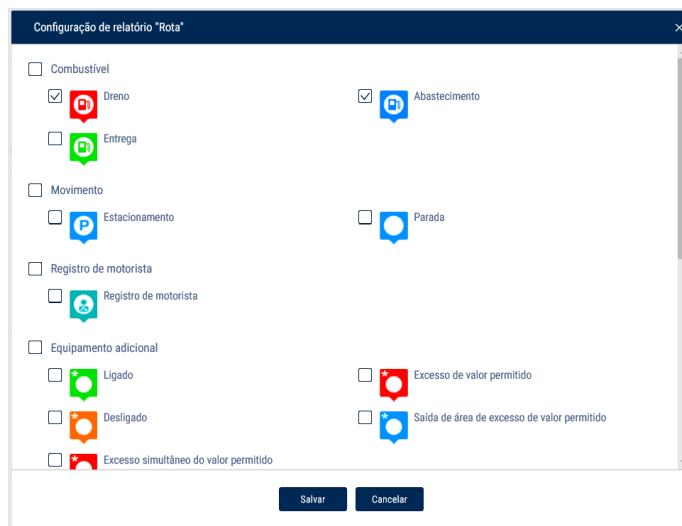 Configuração de relatório "Rota"
Combustível
Dreno
Abastecimento
Entrega
Movimento
P
Estacionamento
Parada
Registro de motorista
Registro de motorista
Equipamento adicional
Ligado
Excesso de valor permitido
Desligado
Saída de área de excesso de valor permitido
Excesso simultâneo do valor permitido
Salvar
Cancelar